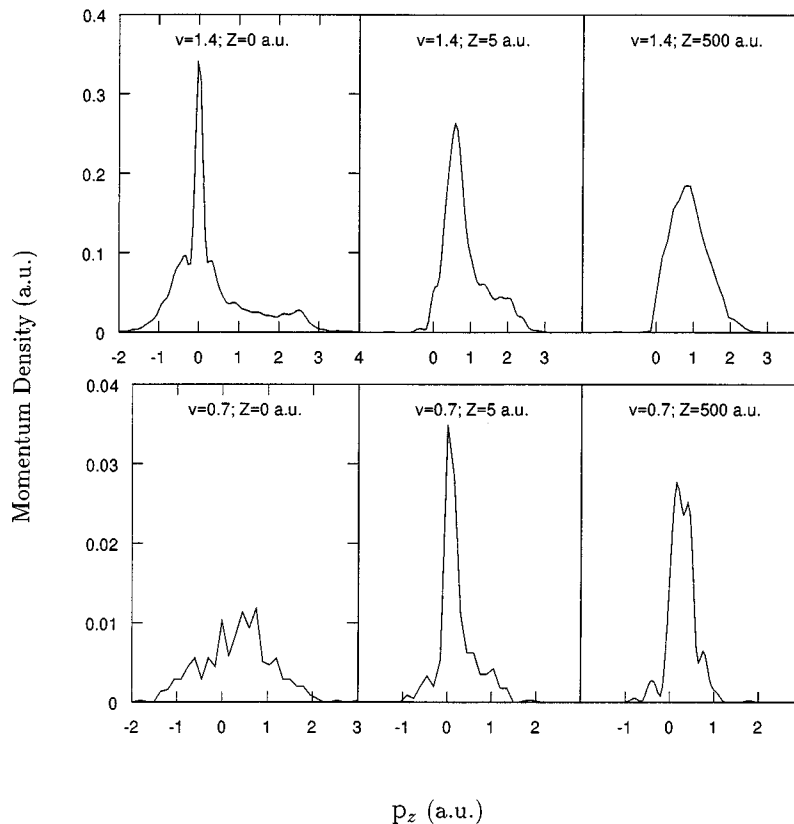 0.4
v=1.4; Z=0 a.u. v=1.4; Z=5 a.u. v=1.4; Z=500 a.u.
0.3
0.2
0.1
0
-2 -1 0 1 2 3 4 0 1 2 3 0 1 2 3
Momentum Density (a.u.)
0.04
v=0.7; Z=0 a.u. v=0.7; Z=5 a.u. v=0.7; Z=500 a.u.
0.03
0.02
0.01
0
-2 -1 0 1 2 3 -1 0 1 2 -1 0 1 2
p_z (a.u.)